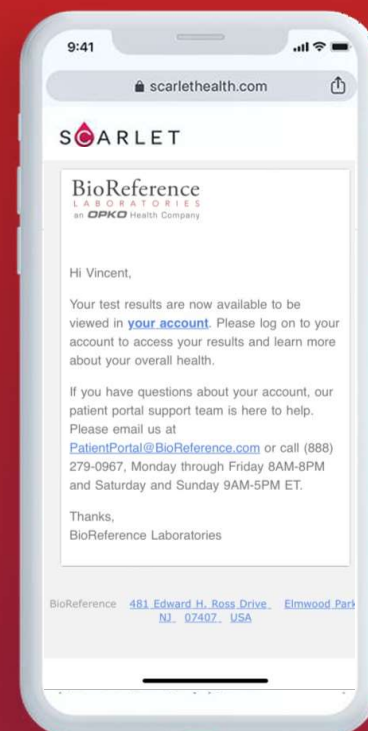 9:41
scarlethealth.com
SCARLET
BioReference
LABORATORIES
an OPKO Health Company
Hi Vincent,
Your test results are now available to be
viewed in your account. Please log on to your
account to access your results and learn more
about your overall health.
If you have questions about your account, our
patient portal support team is here to help.
Please email us at
PatientPortal@BioReference.com or call (888)
279-0967, Monday through Friday 8AM-8PM
and Saturday and Sunday 9AM-5PM ET.
Thanks,
BioReference Laboratories
BioReference 481 Edward H. Ross Drive Elmwood Park
NJ 07407 USA